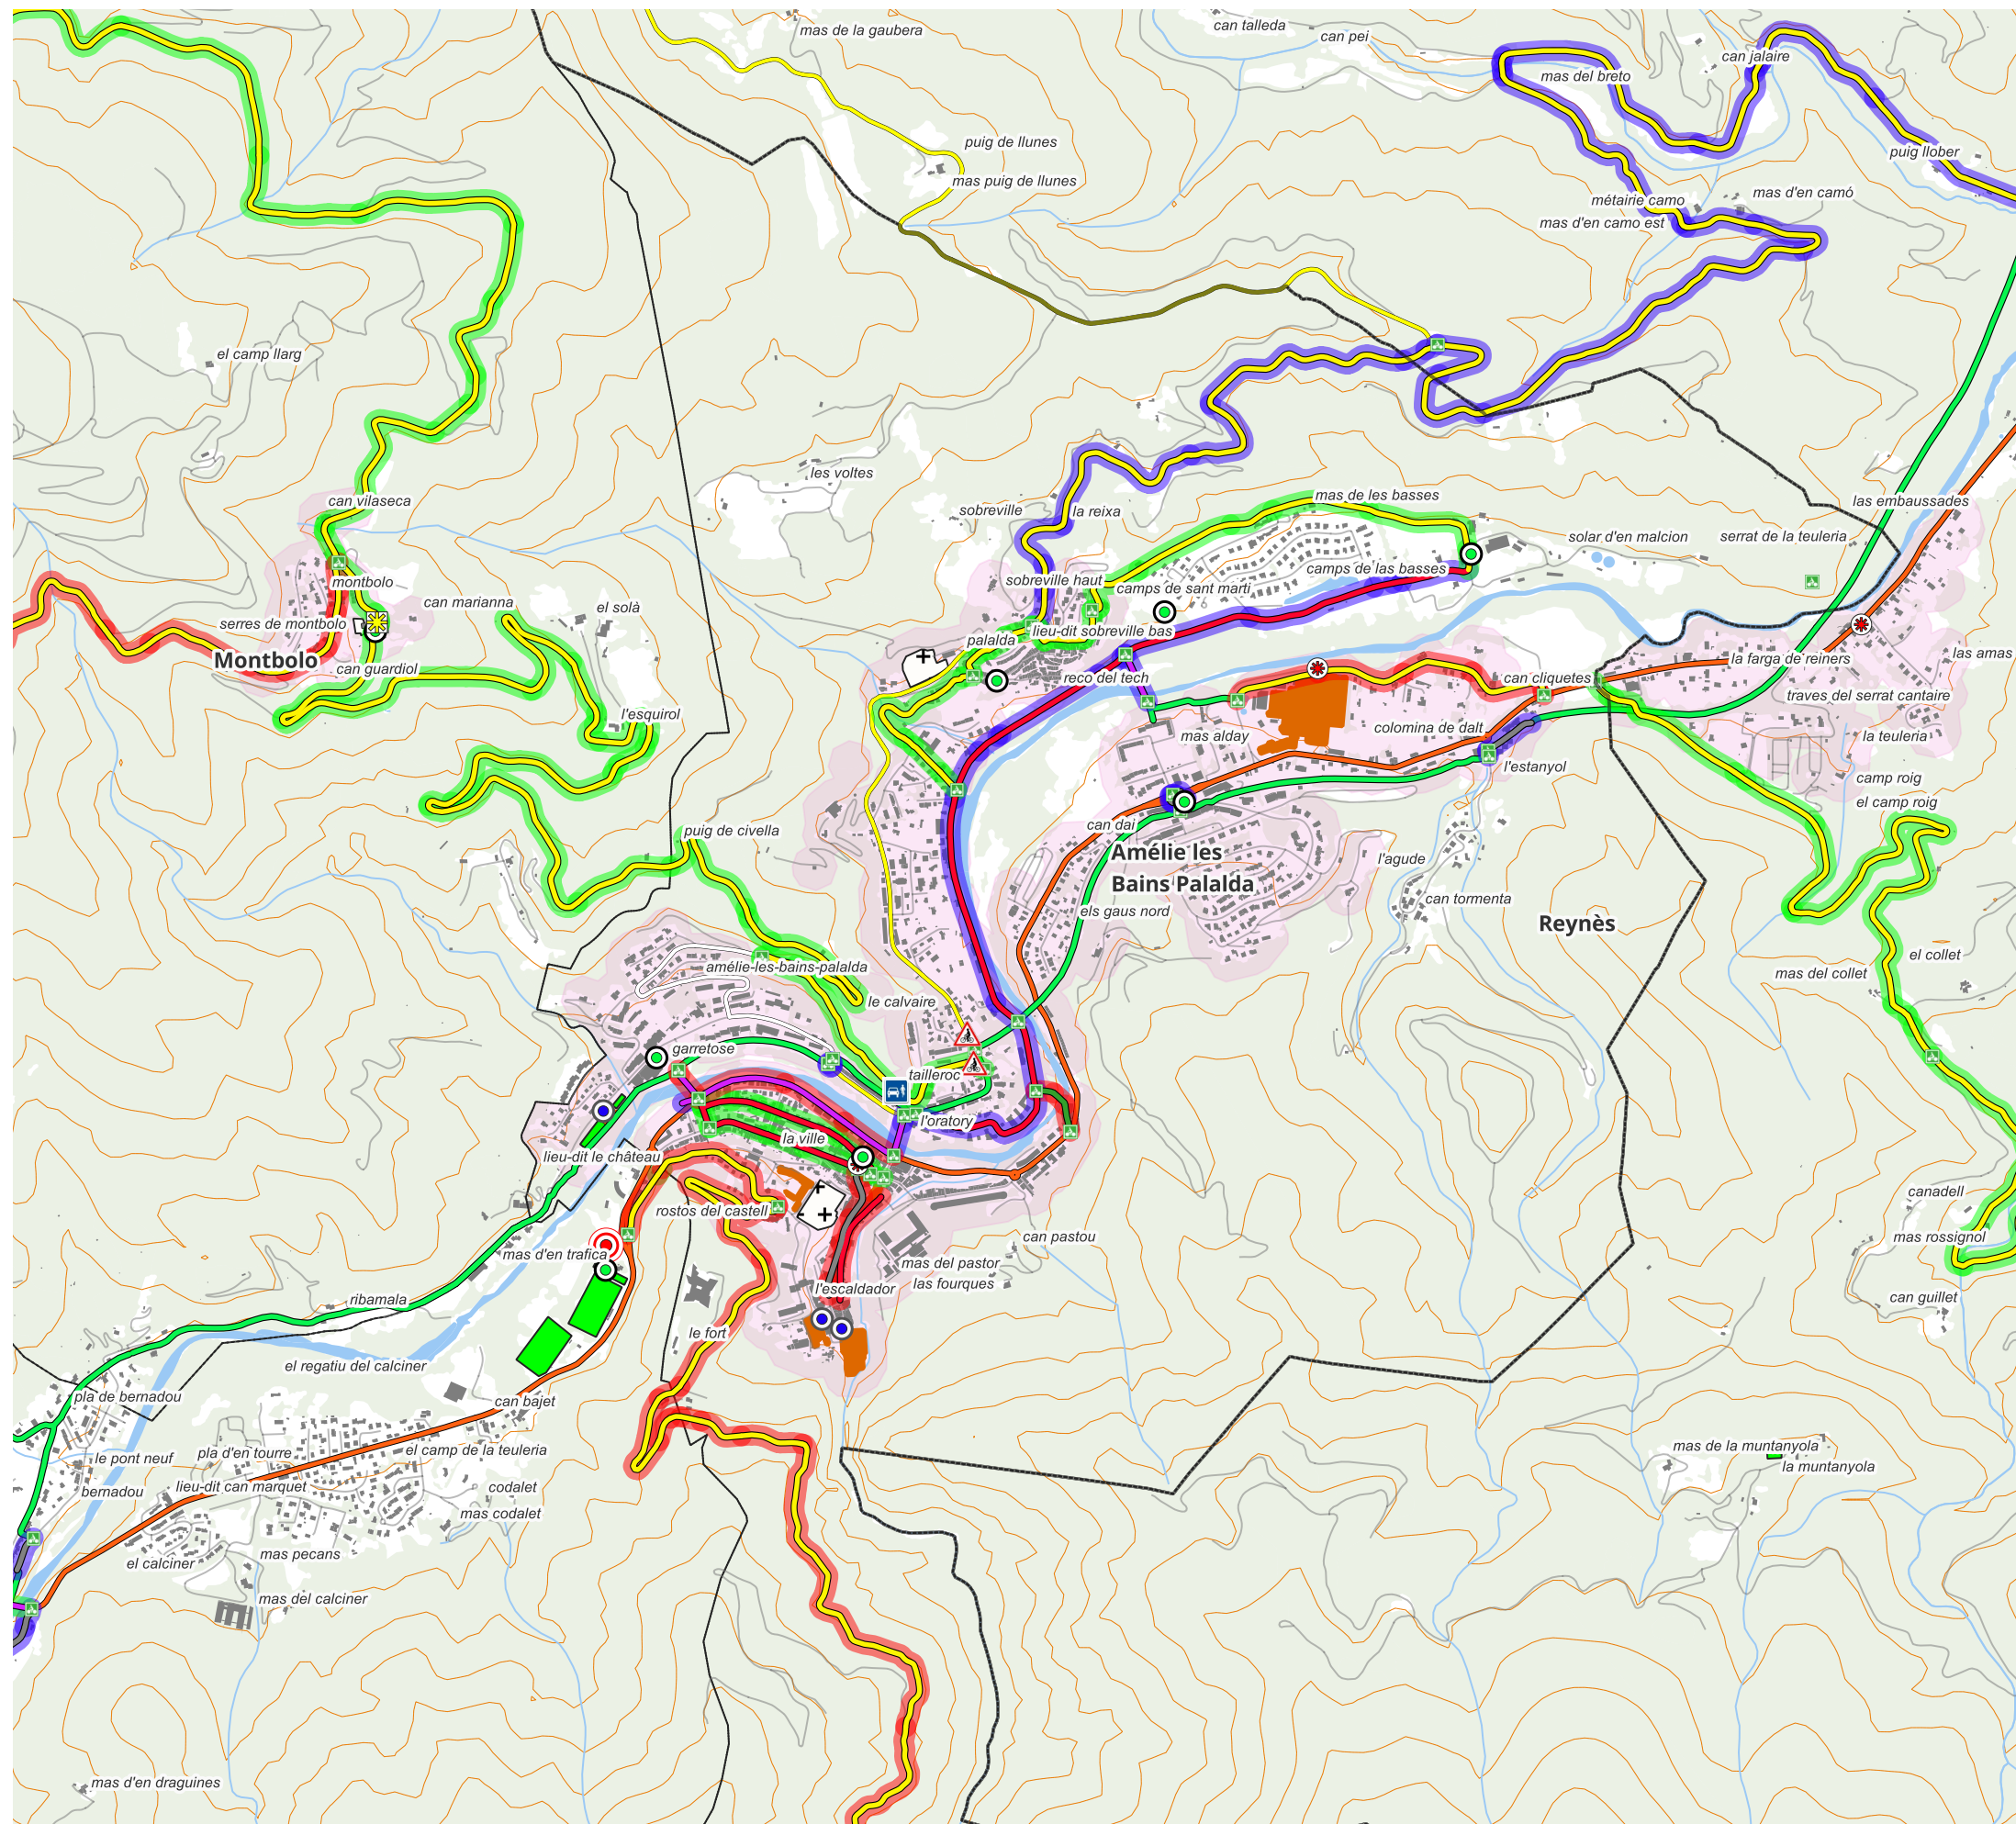 mas de la gaubera
can talleda
can pei
can jalaire
mas del breto
puig de llunes
puig llober
mas puig de llunes
mas d'en camó
métairie camo
mas d'en camo est
el camp llarg
les voltes
can vilaseca
mas de les basses
las embaussades
sobreville
la reixa
solar d'en malcion
serrat de la teuleria
camps de las basses
montbolo
sobreville haut
camps de sant marti
can marianna
el solà
serres de montbolo
lieu-dit sobreville bas
palalda
Montbolo
can guardiol
la farga de reiners
las amas
reco del tech
can cliquetes
traves del serrat cantaire
l'esquirol
mas alday
colomina de dalt
la teuleria
l'estanyol
camp roig
el camp roig
puig de civella
can dai
Amélie les
Bains Palalda
l'agude
can tormenta
els gaus nord
Reynès
el collet
amélie-les-bains-palalda
mas del collet
le calvaire
garretose
tailleroc
l'oratory
la ville
lieu-dit le château
canadell
rostos del castell
can pastou
mas rossignol
mas d'en trafica
mas del pastor
las fourques
l'escaldador
ribamala
can guillet
le fort
el regatiu del calciner
pla de bernadou
can bajet
mas de la muntanyola
pla d'en tourre
el camp de la teuleria
le pont neuf
la muntanyola
lieu-dit can marquet
codalet
bernadou
mas codalet
mas pecans
el calciner
mas del calciner
mas d'en draguines